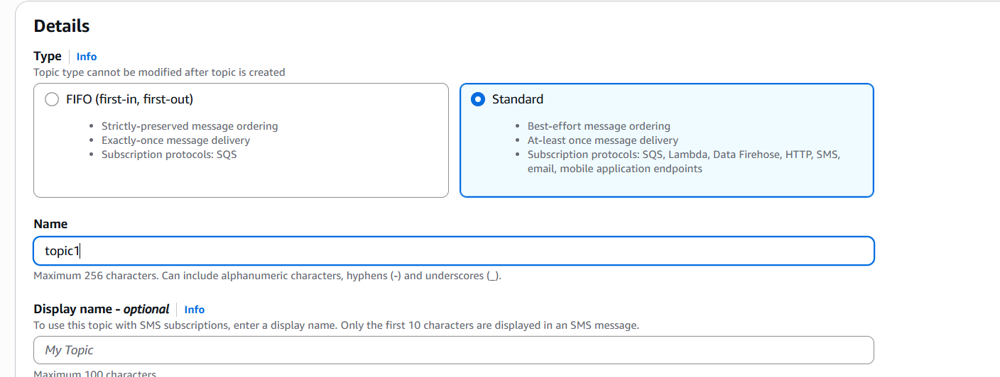 Details
Type Info
Topic type cannot be modified after topic is created
FIFO (first-in, first-out)
Strictly-preserved message ordering
Exactly-once message delivery
Subscription protocols: SQS
Standard
Best-effort message ordering
At-least once message delivery
Subscription protocols: SQS, Lambda, Data Firehose, HTTP, SMS,
email, mobile application endpoints
Name
topic1
Maximum 256 characters. Can include alphanumeric characters, hyphens (-) and underscores (_).
Display name - optional Info
To use this topic with SMS subscriptions, enter a display name. Only the first 10 characters are displayed in an SMS message.
My Topic
Maximum 100 characters.